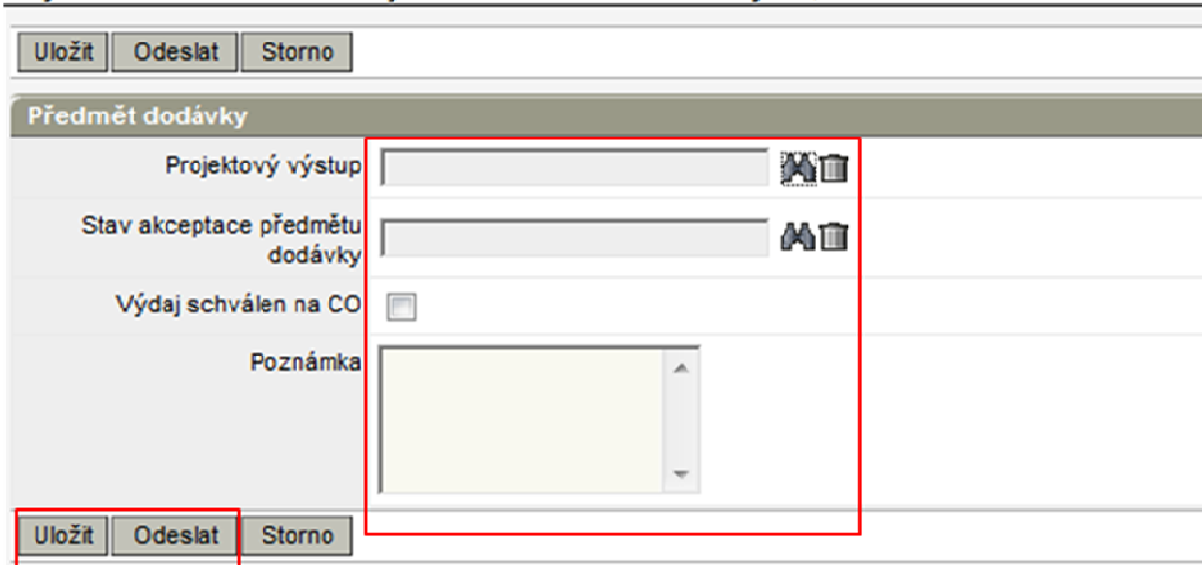 Uložit Odeslat Storno
Předmět dodávky
Projektový výstup
Stav akceptace předmětu
dodávky
Výdaj schválen na CO
Poznámka
Uložit Odeslat Storno